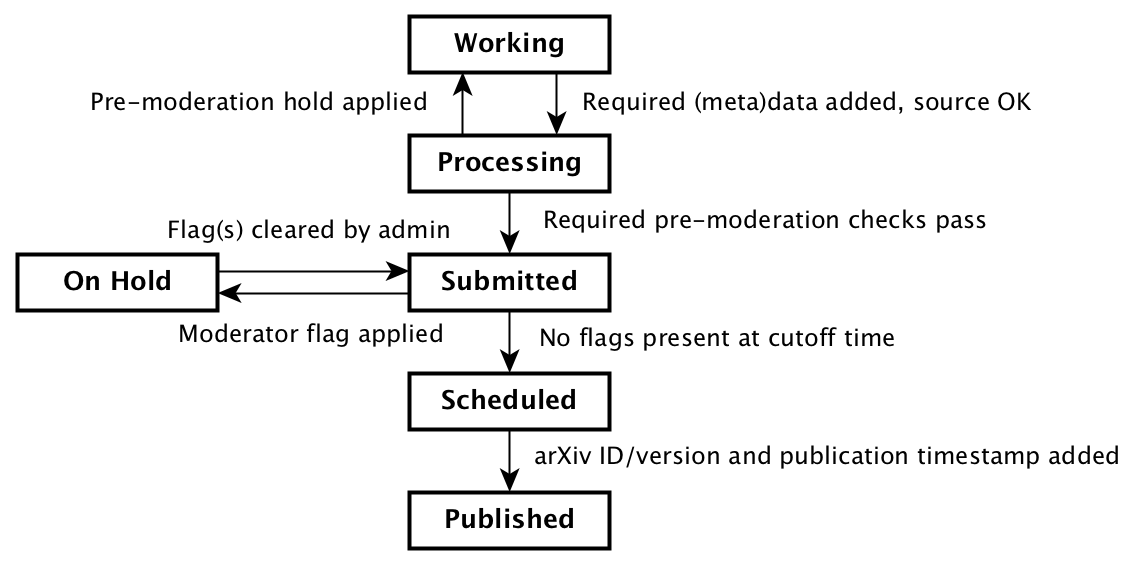 Working
Pre-moderation hold applied
Required (meta)data added, source OK
Processing
Required pre-moderation checks pass
Flag(s) cleared by admin
On Hold
Submitted
Moderator flag applied
No flags present at cutoff time
Scheduled
arXiv ID/version and publication timestamp added
Published